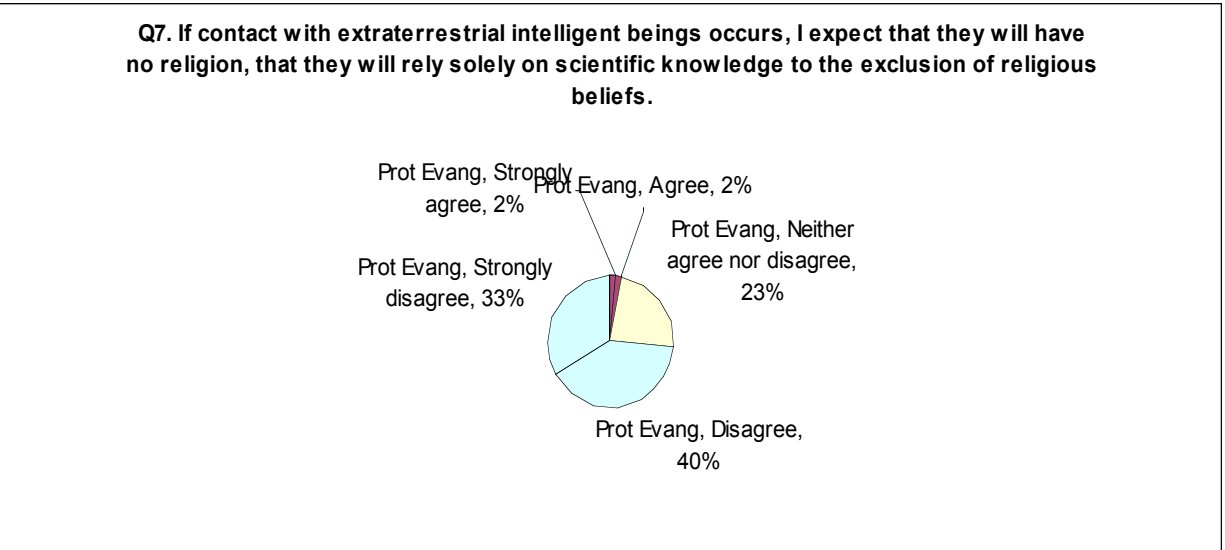 Q7. If contact with extraterrestrial intelligent beings occurs, I expect that they will have
no religion, that they will rely solely on scientific knowledge to the exclusion of religious
beliefs.
Prot Evang, Strongly
agree, 2%
Prot Evang, Agree, 2%
Prot Evang, Neither
agree nor disagree,
23%
Prot Evang, Strongly
disagree, 33%
Prot Evang, Disagree,
40%